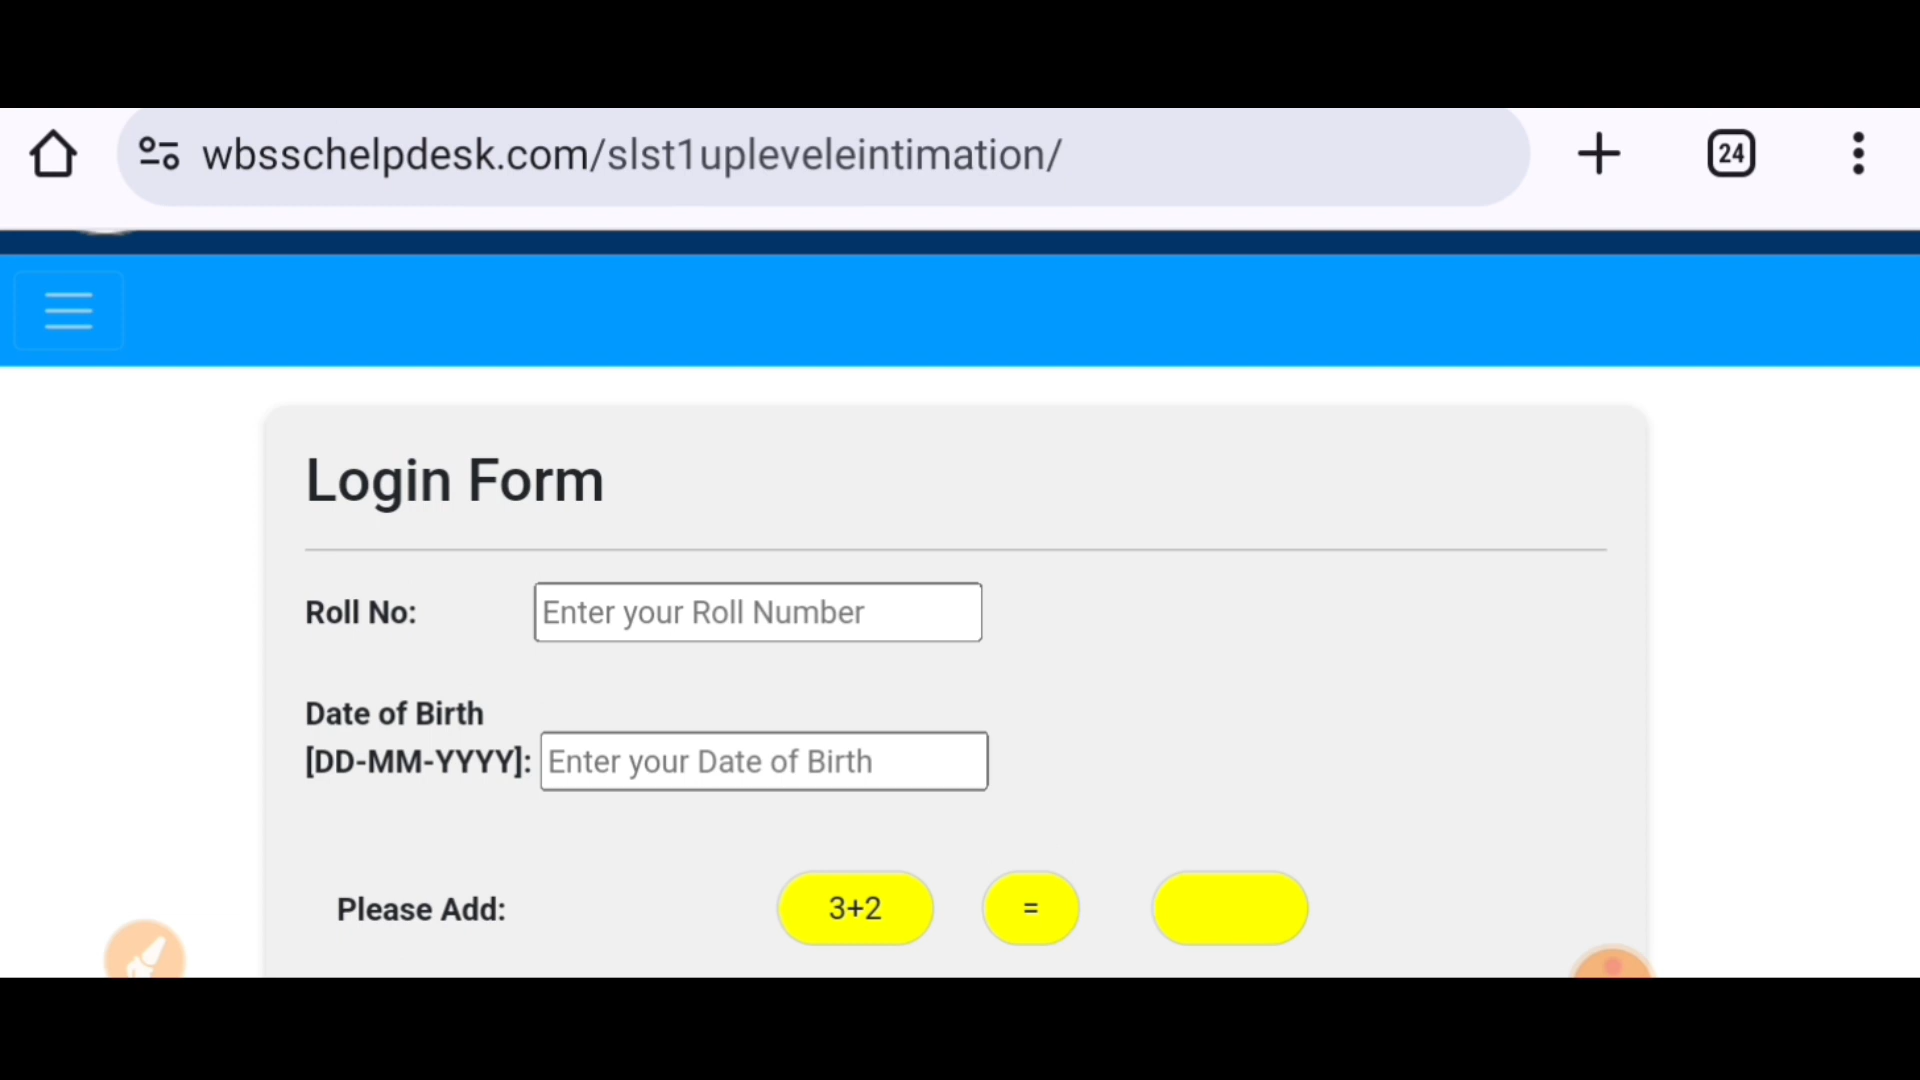 wbsschelpdesk.com/slst1upleveleintimation/
24
Login Form
Roll No:
Enter your Roll Number
Date of Birth
[DD-MM-YYYY]:
Enter your Date of Birth
Please Add:
3+2
=